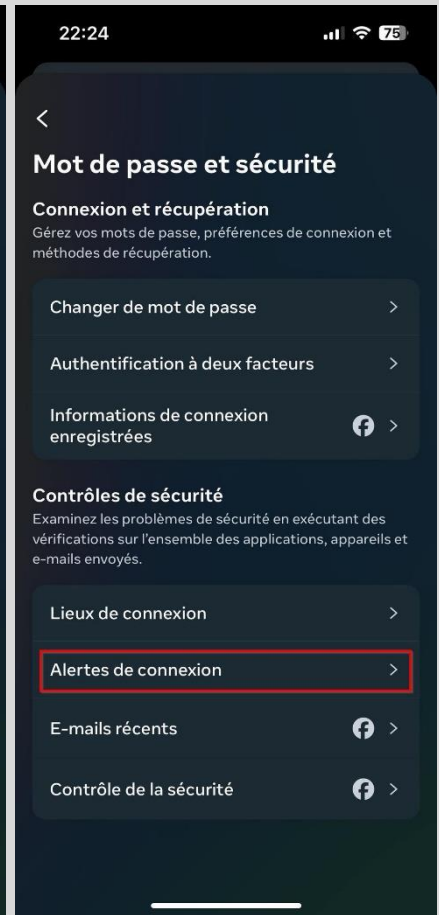 22:24
75
Mot de passe et sécurité
Connexion et récupération
Gérez vos mots de passe, préférences de connexion et
méthodes de récupération.
Changer de mot de passe
Authentification à deux facteurs
Informations de connexion
enregistrées
Contrôles de sécurité
Examinez les problèmes de sécurité en exécutant des
vérifications sur l’ensemble des applications, appareils et
e-mails envoyés.
Lieux de connexion
Alertes de connexion
E-mails récents
Contrôle de la sécurité